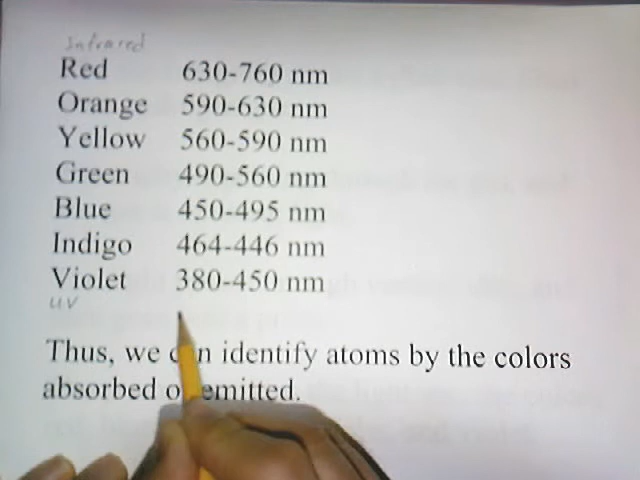 Infrared
Red 630-760 nm
Orange 590-630 nm
Yellow 560-590 nm
Green 490-560 nm
Blue 450-495 nm
Indigo 464-446 nm
Violet 380-450 nm
UV
Thus, we can identify atoms by the colors
absorbed or emitted.